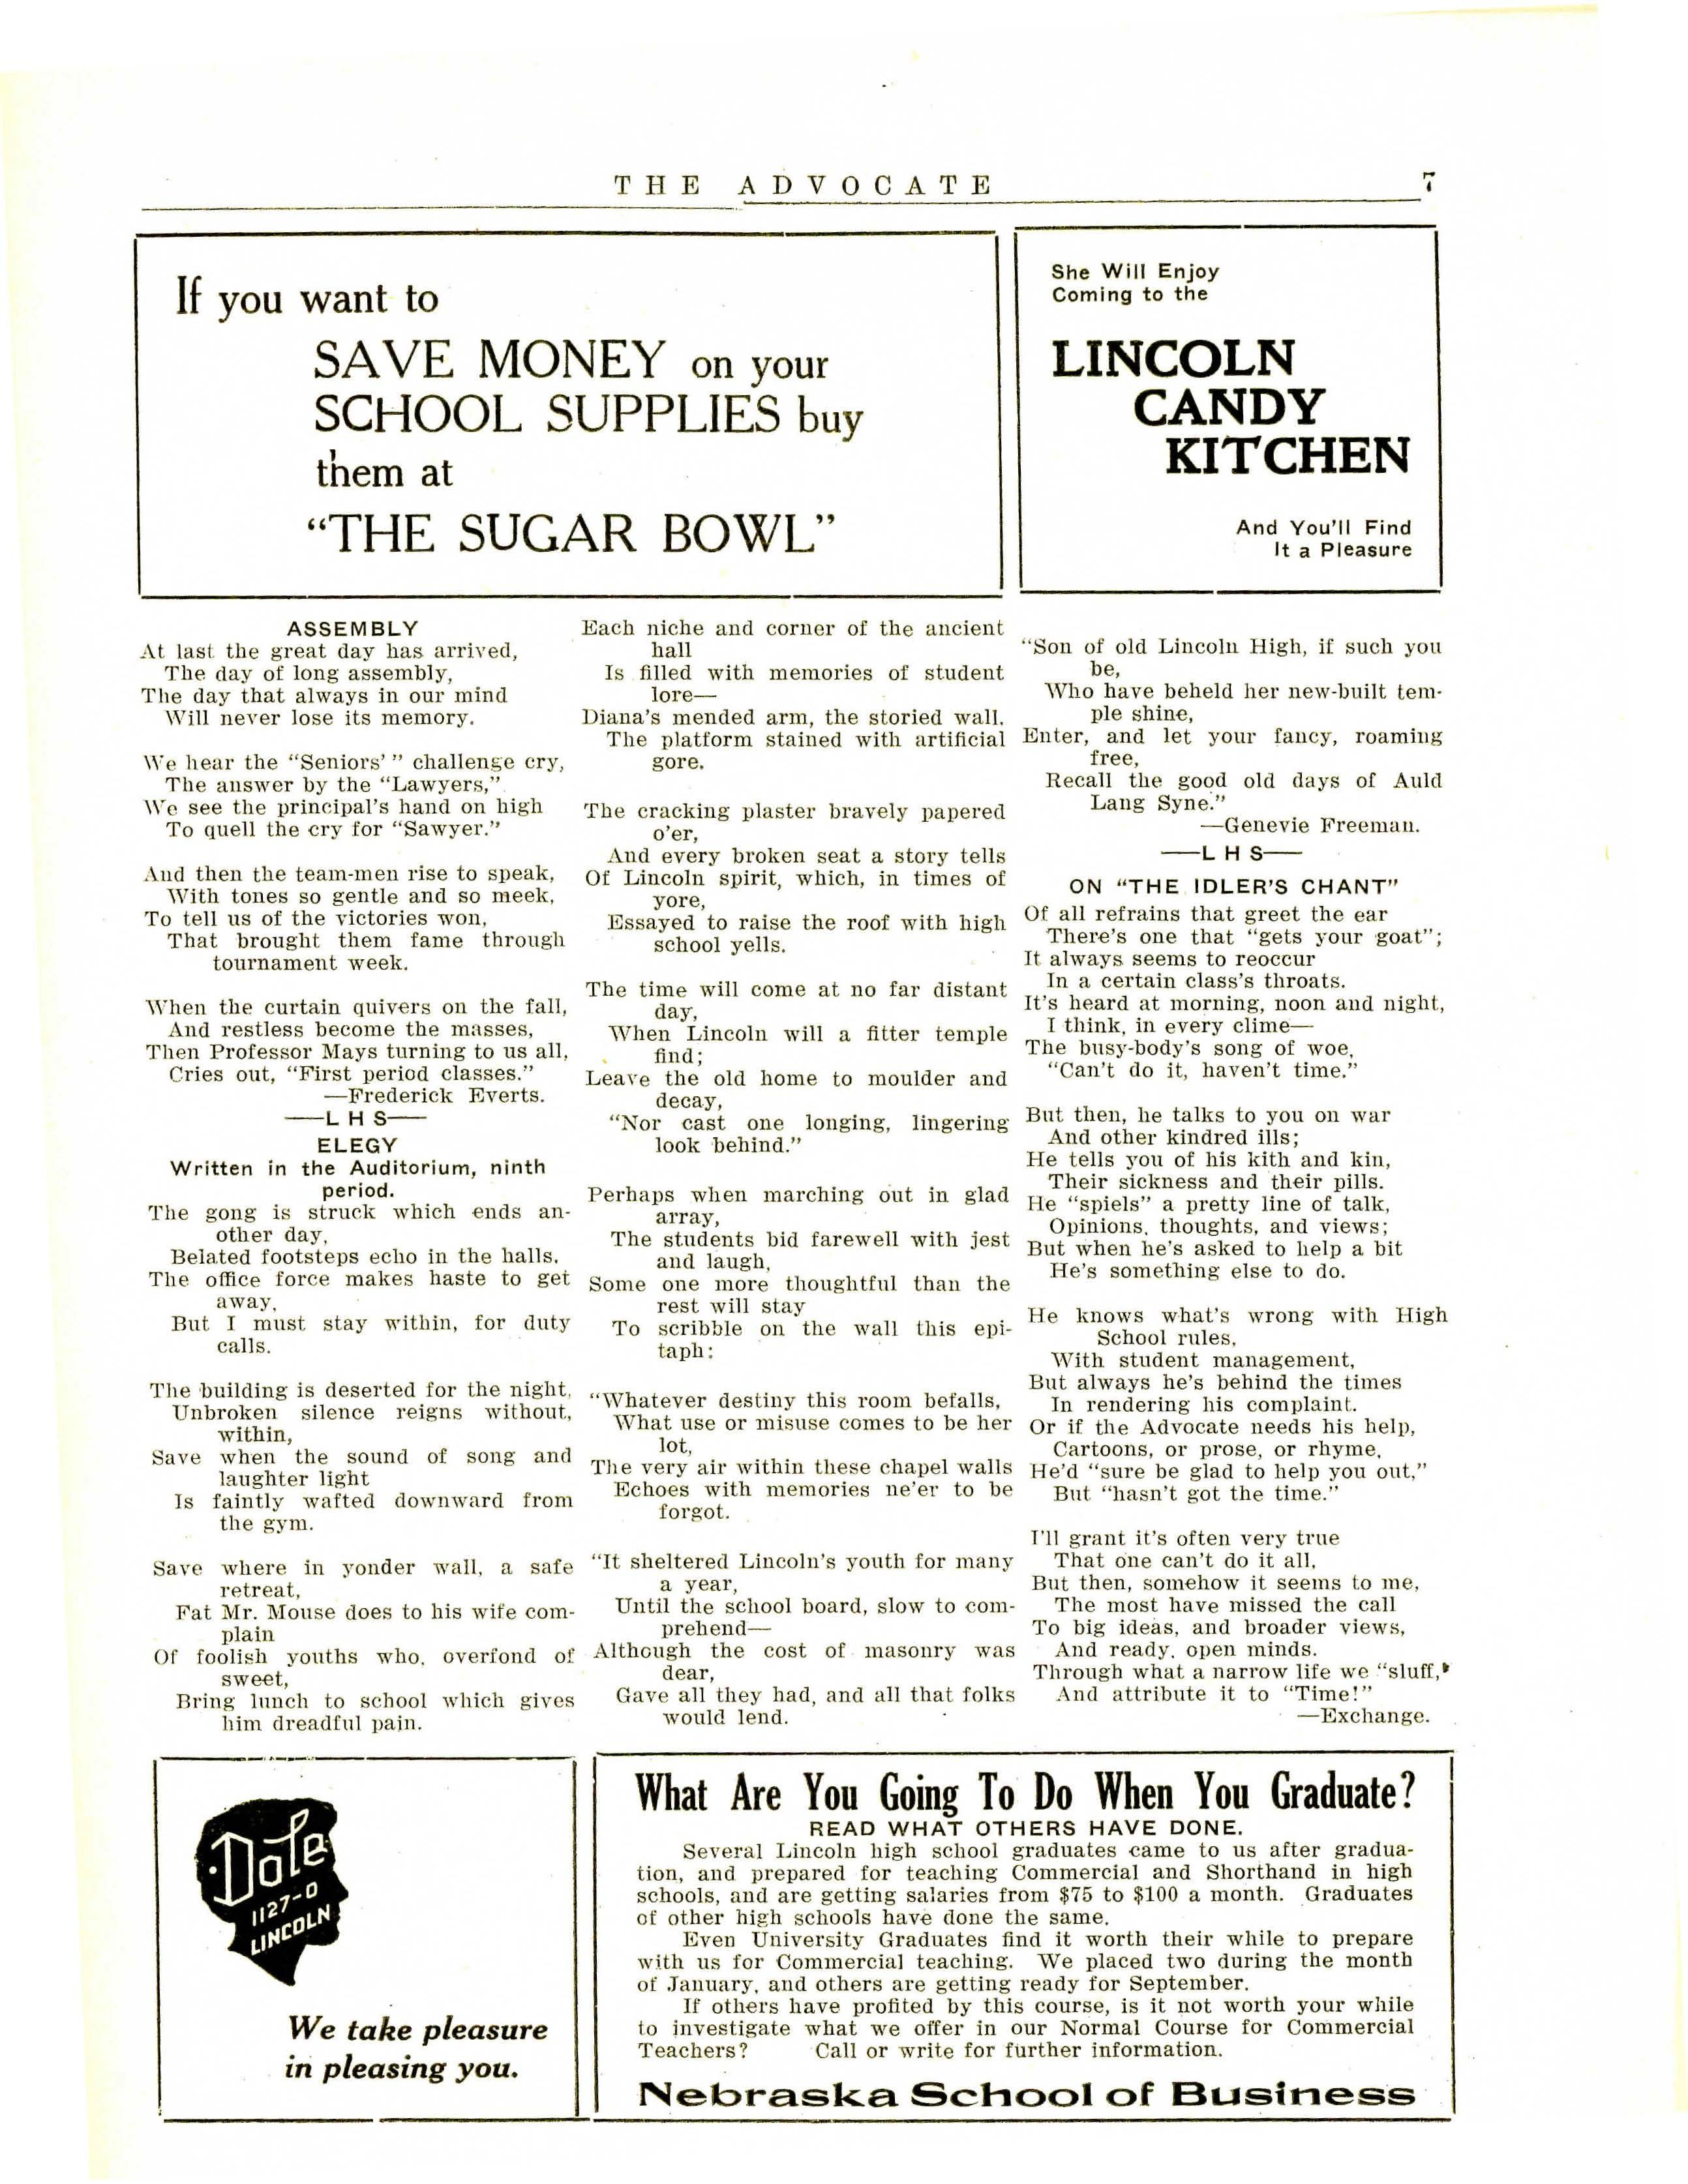 THE ADVOCATE 7
If you want to
SAVE MONEY on your
SCHOOL SUPPLIES buy
them at
"THE SUGAR BOWL"
She Will Enjoy
Coming to the
LINCOLN
CANDY
KITCHEN
And You'll Find
It a Pleasure
ASSEMBLY
At last the great day has arrived,
The day of long assembly,
The day that always in our mind
Will never lose its memory.
We hear the "Seniors'" challenge cry,
The answer by the "Lawyers,"
We see the principal's hand on high
To quell the cry for "Sawyer."
And then the team-men rise to speak,
With tones so gentle and so meek,
To tell us of the victories won,
That brought them fame through
tournament week.
When the curtain quivers on the fall,
And restless become the masses,
Then Professor Mays turning to us all,
Cries out, "First period classes."
—Frederick Everts.
——L H S——
ELEGY
Written in the Auditorium, ninth
period.
The gong is struck which ends an-
other day,
Belated footsteps echo in the halls,
The office force makes haste to get
away,
But I must stay within, for duty
calls.
The building is deserted for the night,
Unbroken silence reigns without,
within,
Save when the sound of song and
laughter light
Is faintly wafted downward from
the gym.
Save where in yonder wall, a safe
retreat,
Fat Mr. Mouse does to his wife com-
plain
Of foolish youths who, overfond of
sweet,
Bring lunch to school which gives
him dreadful pain.
Each niche and corner of the ancient
hall
Is filled with memories of student
lore—
Diana's mended arm, the storied wall,
The platform stained with artificial
gore.
The cracking plaster bravely papered
o'er,
And every broken seat a story tells
Of Lincoln spirit, which, in times of
yore,
Essayed to raise the roof with high
school yells.
The time will come at no far distant
day,
When Lincoln will a fitter temple
find;
Leave the old home to moulder and
decay,
"Nor cast one longing, lingering
look behind."
Perhaps when marching out in glad
array,
The students bid farewell with jest
and laugh,
Some one more thoughtful than the
rest will stay
To scribble on the wall this epi-
taph:
"Whatever destiny this room befalls,
What use or misuse comes to be her
lot,
The very air within these chapel walls
Echoes with memories ne'er to be
forgot.
"It sheltered Lincoln's youth for many
a year,
Until the school board, slow to com-
prehend—
Although the cost of masonry was
dear,
Gave all they had, and all that folks
would lend.
"Son of old Lincoln High, if such you
be,
Who have beheld her new-built tem-
ple shine,
Enter, and let your fancy, roaming
free,
Recall the good old days of Auld
Lang Syne."
—Genevie Freeman.
——L H S——
ON "THE IDLER'S CHANT"
Of all refrains that greet the ear
There's one that "gets your goat";
It always seems to reoccur
In a certain class's throats.
It's heard at morning, noon and night,
I think, in every clime—
The busy-body's song of woe,
"Can't do it, haven't time."
But then, he talks to you on war
And other kindred ills;
He tells you of his kith and kin,
Their sickness and their pills.
He "spiels" a pretty line of talk,
Opinions, thoughts, and views;
But when he's asked to help a bit
He's something else to do.
He knows what's wrong with High
School rules,
With student management,
But always he's behind the times
In rendering his complaint.
Or if the Advocate needs his help,
Cartoons, or prose, or rhyme,
He'd "sure be glad to help you out,"
But "hasn't got the time."
I'll grant it's often very true
That one can't do it all,
But then, somehow it seems to me,
The most have missed the call
To big ideas, and broader views,
And ready, open minds.
Through what a narrow life we "sluff,"
And attribute it to "Time!"
—Exchange.
Dole
1127-O
LINCOLN
We take pleasure
in pleasing you.
What Are You Going To Do When You Graduate?
READ WHAT OTHERS HAVE DONE.
Several Lincoln high school graduates came to us after gradua-
tion, and prepared for teaching Commercial and Shorthand in high
schools, and are getting salaries from $75 to $100 a month. Graduates
of other high schools have done the same.
Even University Graduates find it worth their while to prepare
with us for Commercial teaching. We placed two during the month
of January, and others are getting ready for September.
If others have profited by this course, is it not worth your while
to investigate what we offer in our Normal Course for Commercial
Teachers? Call or write for further information.
Nebraska School of Business